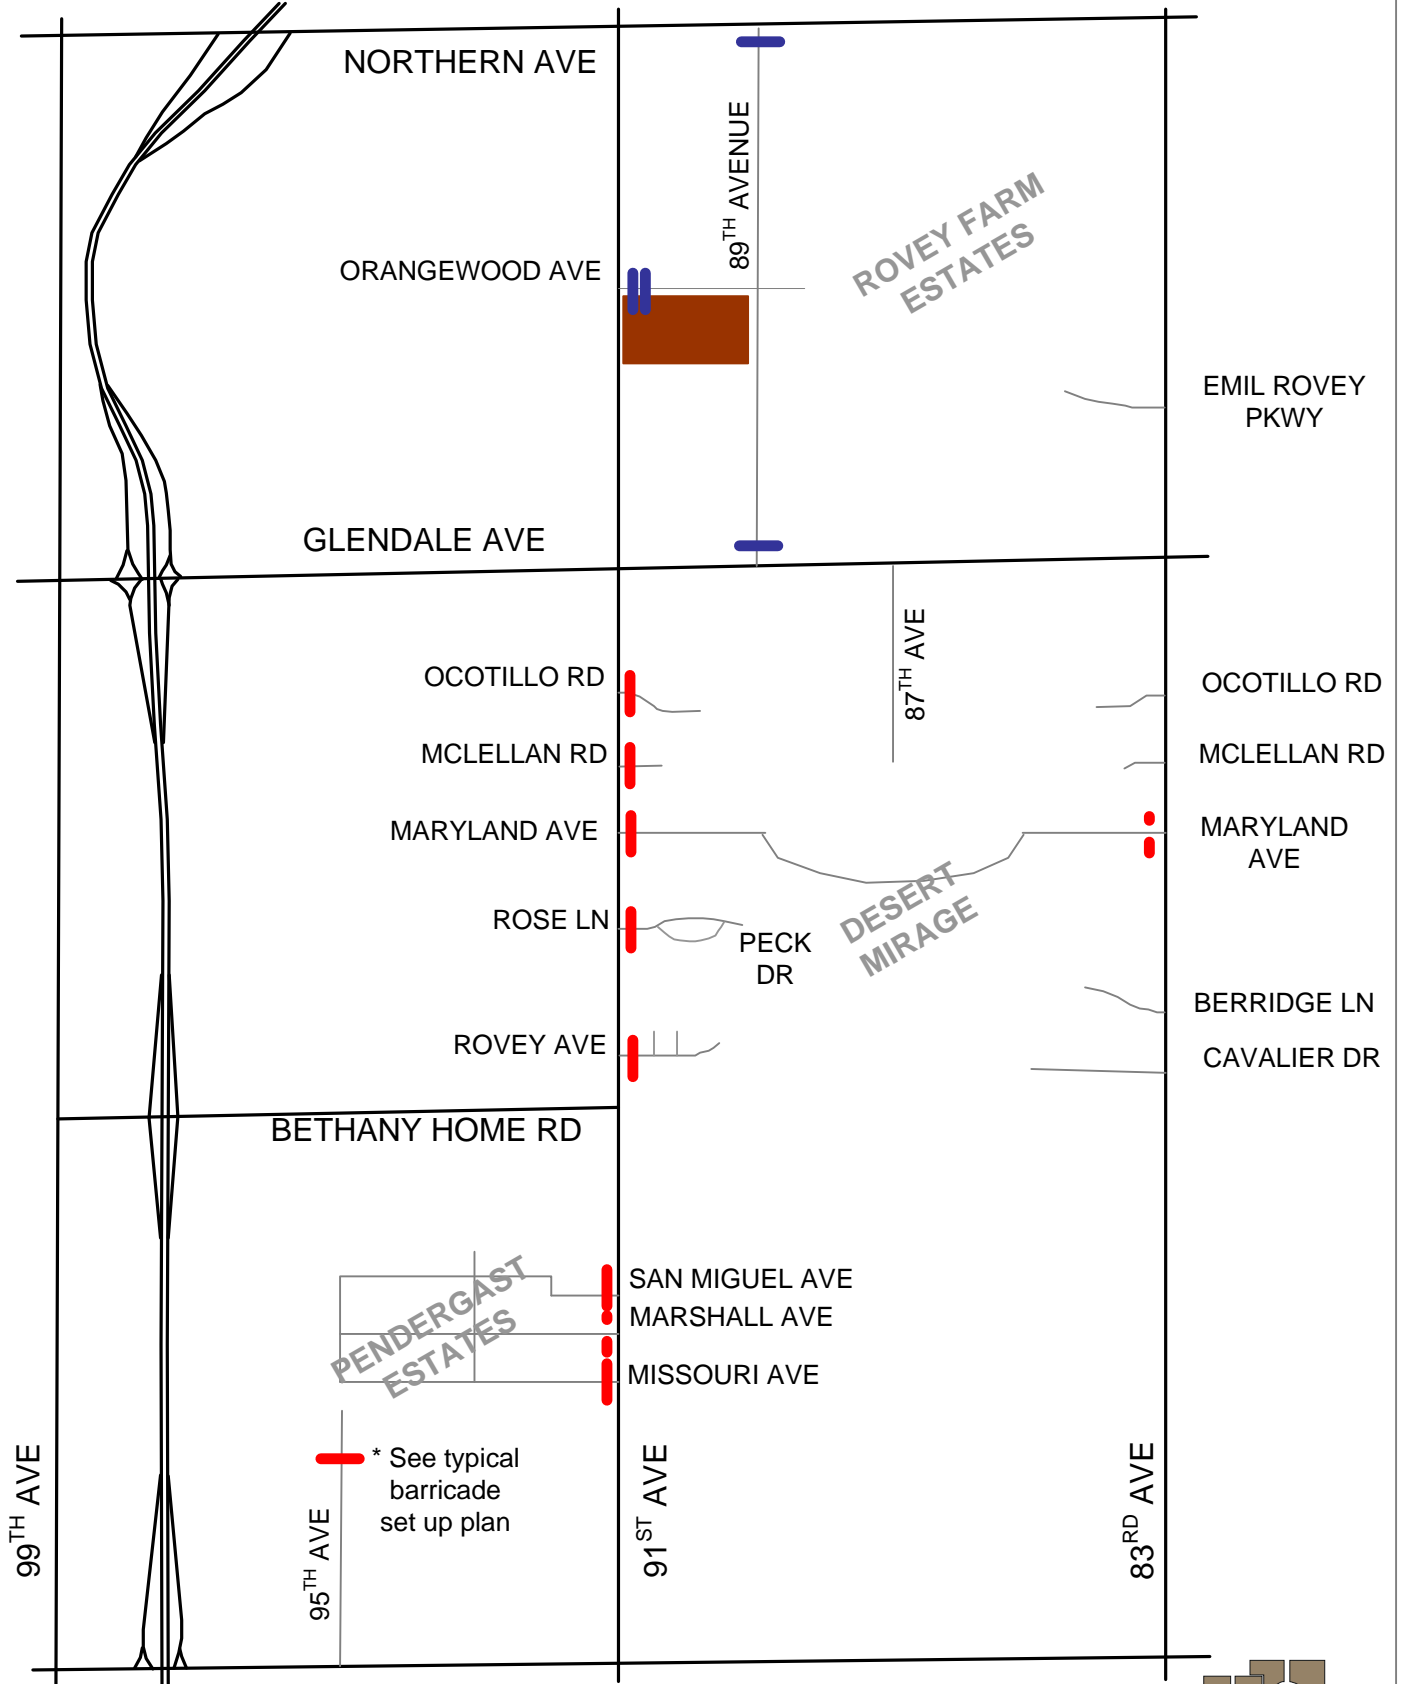 NORTHERN AVE
89TH AVENUE
ROVEY FARM
ESTATES
ORANGEWOOD AVE
EMIL ROVEY
PKWY
GLENDALE AVE
87TH AVE
OCOTILLO RD
OCOTILLO RD
MCLELLAN RD
MCLELLAN RD
MARYLAND AVE
MARYLAND
AVE
DESERT
MIRAGE
ROSE LN
PECK
DR
BERRIDGE LN
ROVEY AVE
CAVALIER DR
BETHANY HOME RD
SAN MIGUEL AVE
MARSHALL AVE
PENDERGAST
ESTATES
MISSOURI AVE
* See typical
barricade
set up plan
99TH AVE
95TH AVE
91ST AVE
83RD AVE